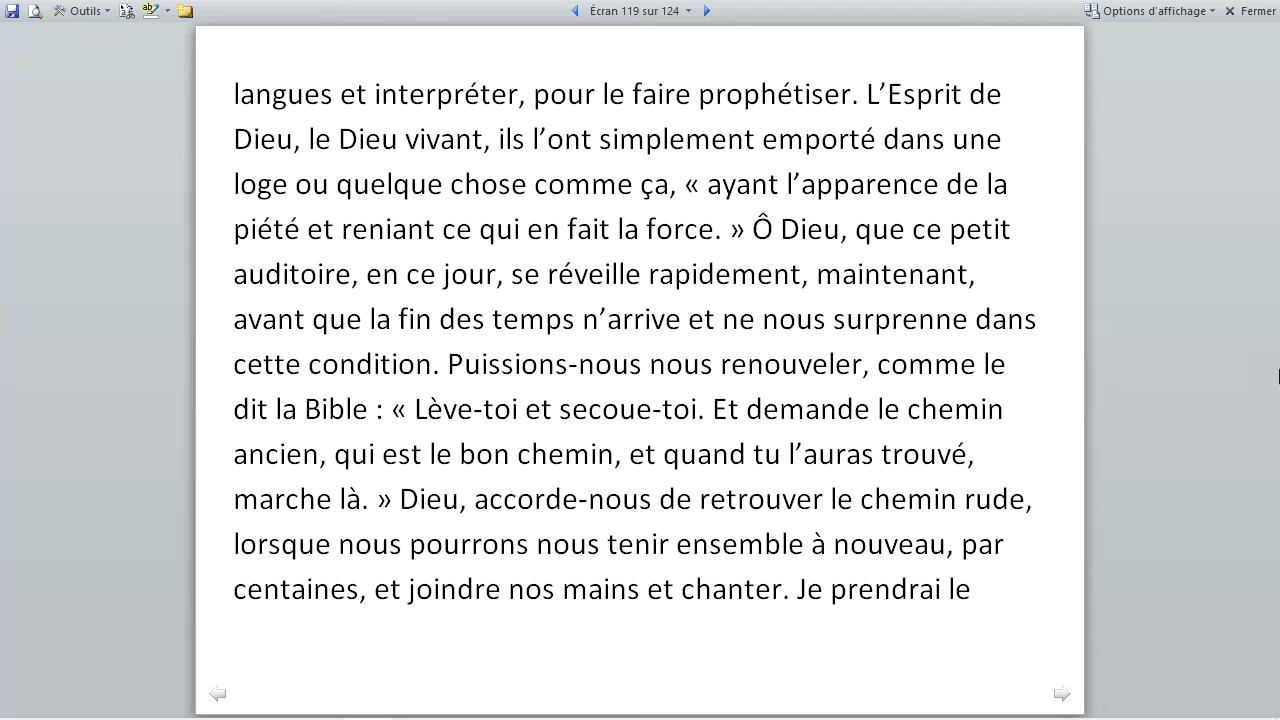 Outils
Écran 119 sur 124
Options d'affichage
Fermer
langues et interpréter, pour le faire prophétiser. L’Esprit de
Dieu, le Dieu vivant, ils l’ont simplement emporté dans une
loge ou quelque chose comme ça, « ayant l’apparence de la
piété et reniant ce qui en fait la force. » Ô Dieu, que ce petit
auditoire, en ce jour, se réveille rapidement, maintenant,
avant que la fin des temps n’arrive et ne nous surprenne dans
cette condition. Puissions-nous nous renouveler, comme le
dit la Bible : « Lève-toi et secoue-toi. Et demande le chemin
ancien, qui est le bon chemin, et quand tu l’auras trouvé,
marche là. » Dieu, accorde-nous de retrouver le chemin rude,
lorsque nous pourrons nous tenir ensemble à nouveau, par
centaines, et joindre nos mains et chanter. Je prendrai le